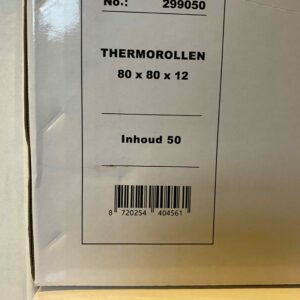 No.: 299050
THERMOROLLEN
80 x 80 x 12
Inhoud 50
8 720254 404561